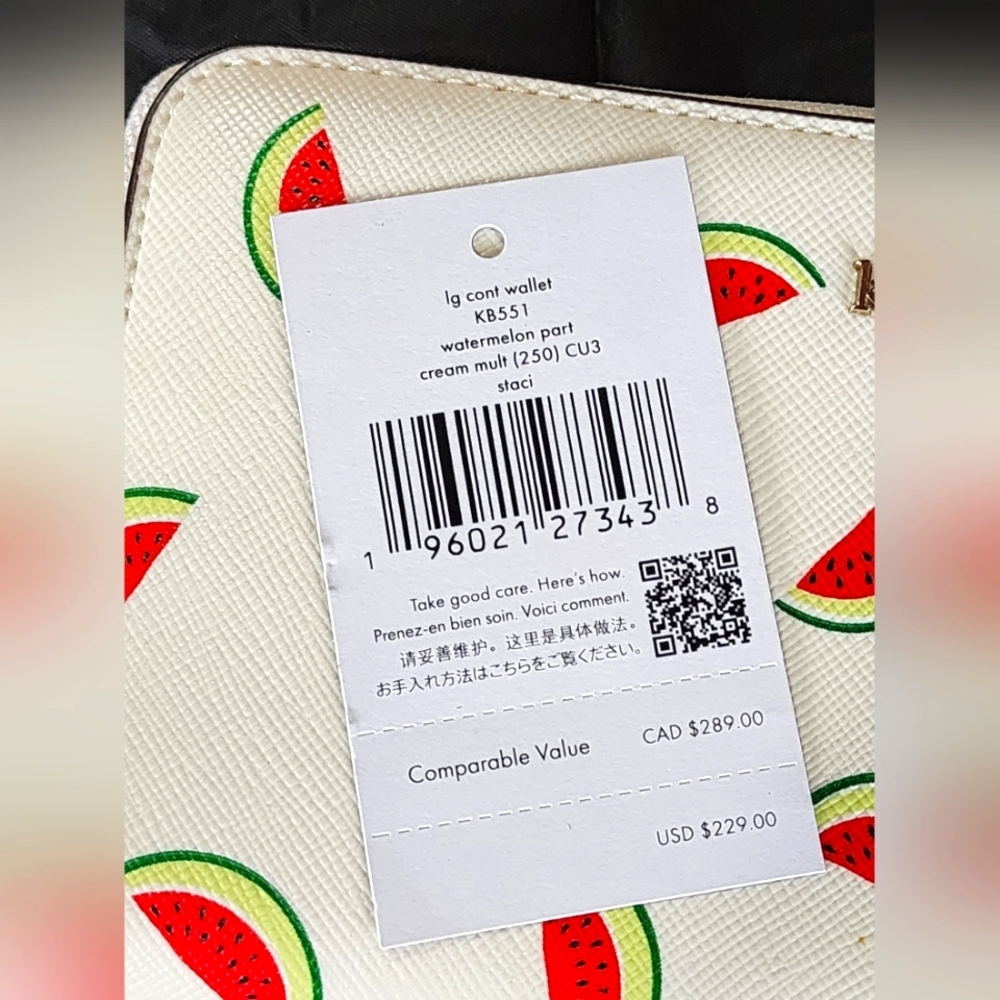 lg cont wallet
KB551
watermelon part
cream mult (250) CU3
staci
1 96021 27343 8
Take good care. Here's how.
Prenez-en bien soin. Voici comment.
请妥善维护。这里是具体做法。
お手入れ方法はこちらをご覧ください。
Comparable Value CAD $289.00
USD $229.00